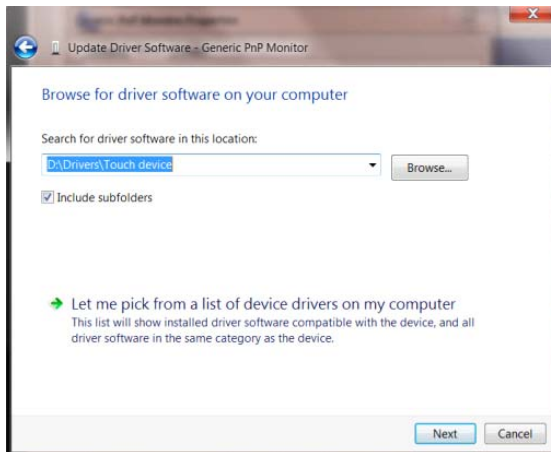 Update Driver Software - Generic PnP Monitor
Browse for driver software on your computer
Search for driver software in this location:
D:\Drivers\Touch device
Browse...
Include subfolders
Let me pick from a list of device drivers on my computer
This list will show installed driver software compatible with the device, and all
driver software in the same category as the device.
Next
Cancel